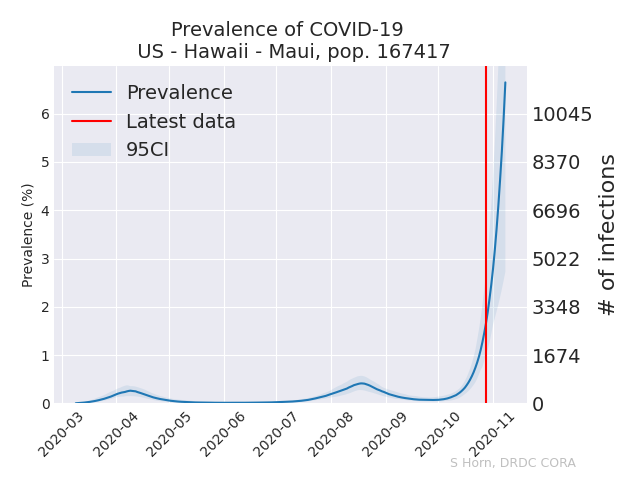 Prevalence of COVID-19
US - Hawaii - Maui, pop. 167417
Prevalence
Latest data
95CI
Prevalence (%)
6
5
4
3
2
1
0
10045
8370
6696
5022
3348
1674
0
# of infections
2020-03
2020-04
2020-05
2020-06
2020-07
2020-08
2020-09
2020-10
2020-11
S Horn, DRDC CORA